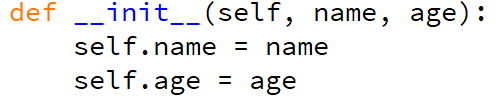 def __init__(self, name, age):
    self.name = name
    self.age = age